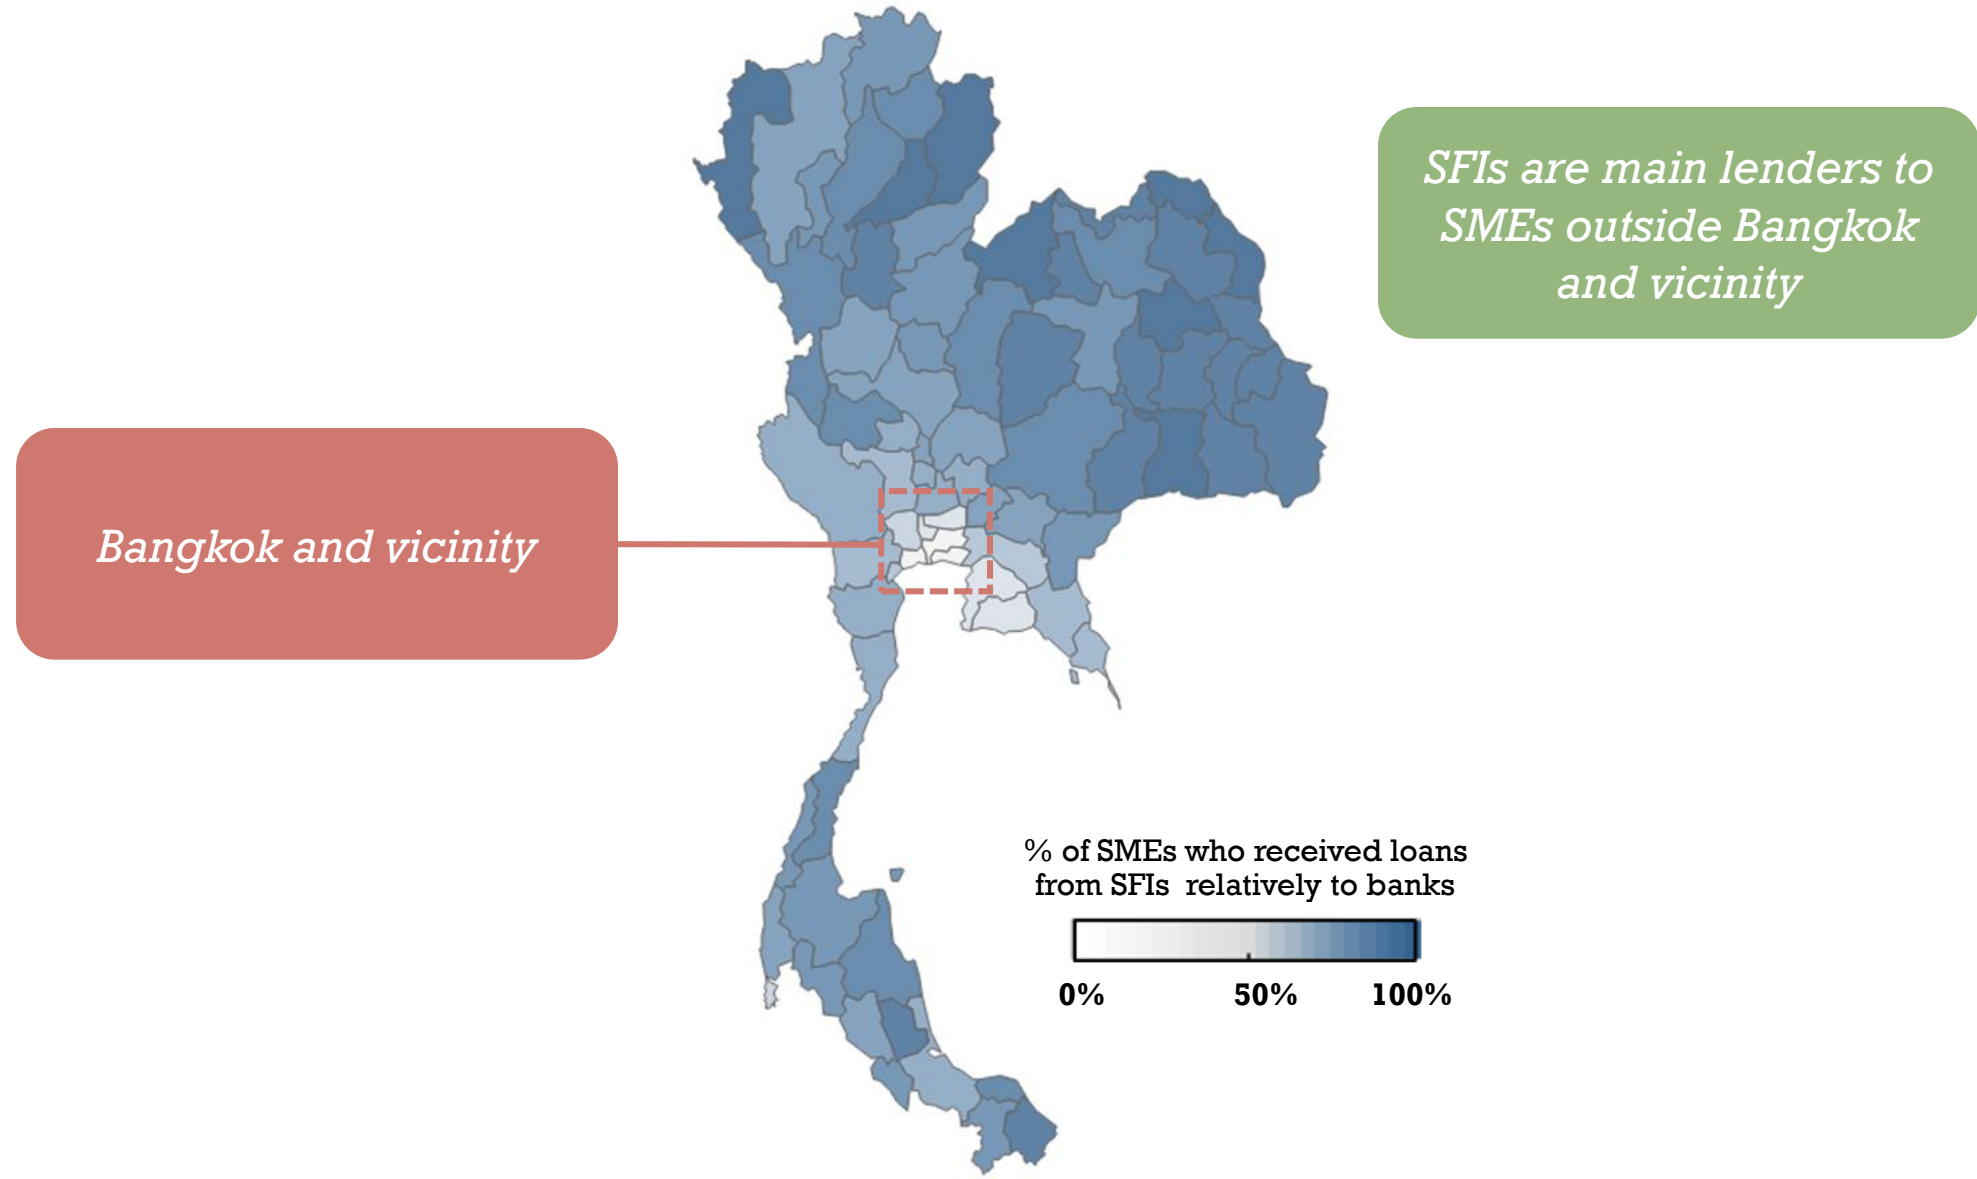 SFIs are main lenders to
SMEs outside Bangkok
and vicinity
Bangkok and vicinity
% of SMEs who received loans
from SFIs relatively to banks
0% 50% 100%